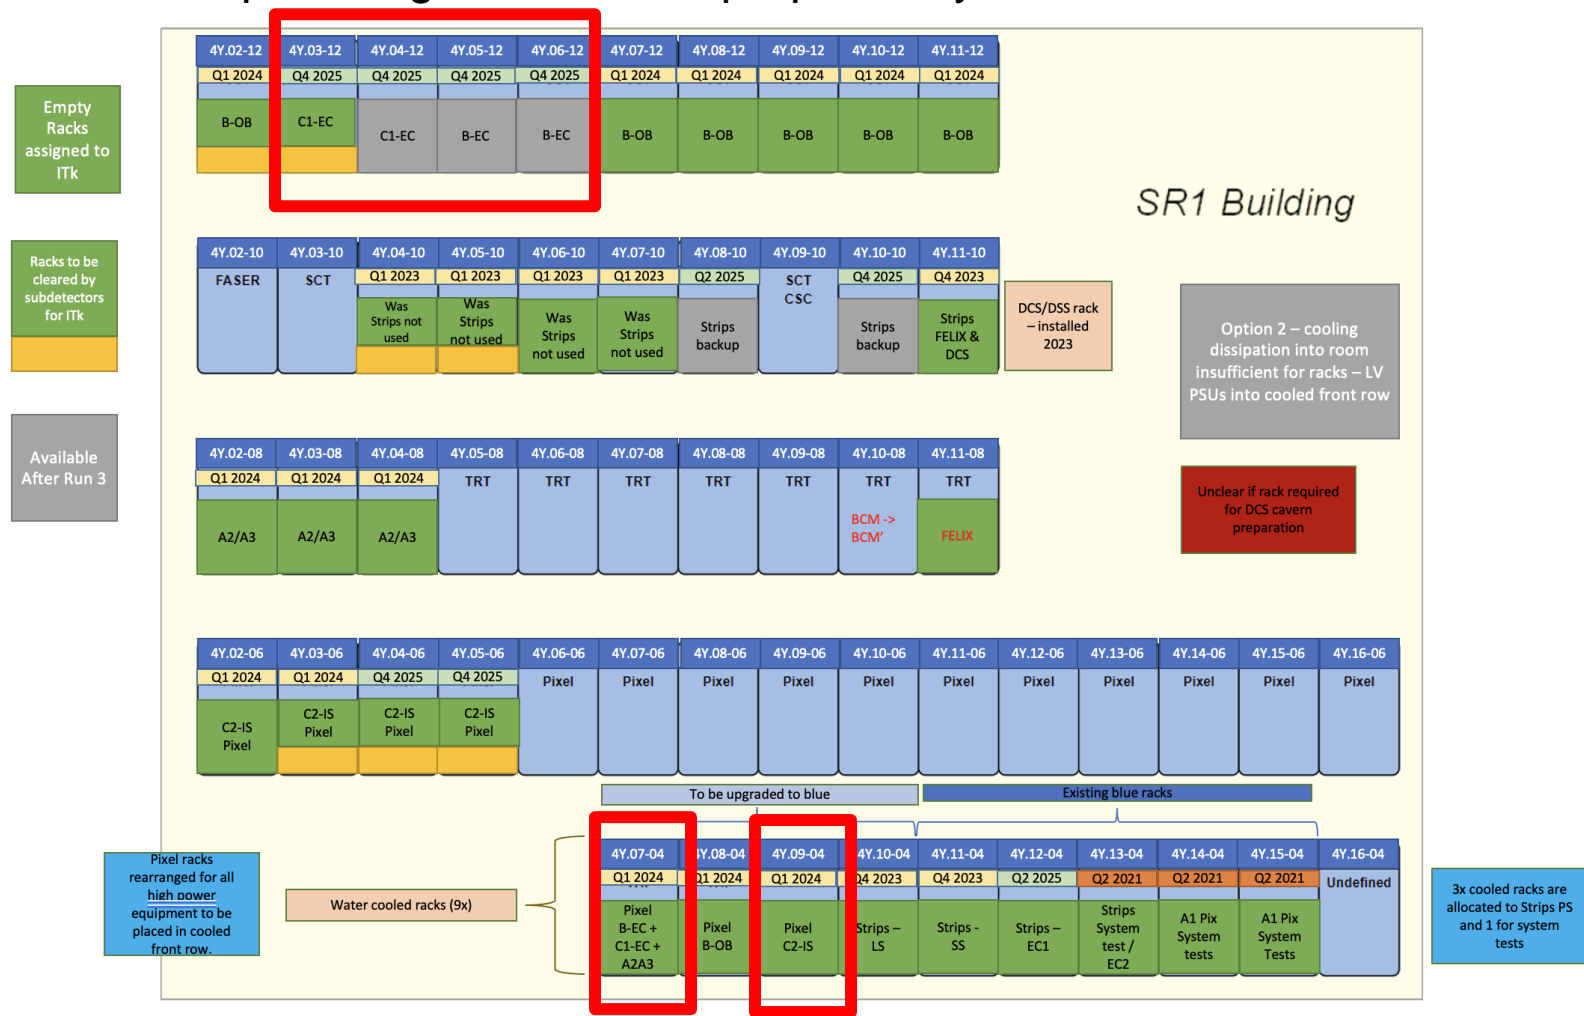 4Y.02-12 4Y.03-12 4Y.04-12 4Y.05-12 4Y.06-12 4Y.07-12 4Y.08-12 4Y.09-12 4Y.10-12 4Y.11-12
Q1 2024 Q4 2025 Q4 2025 Q4 2025 Q4 2025 Q1 2024 Q1 2024 Q1 2024 Q1 2024 Q1 2024
B-OB C1-EC C1-EC B-EC B-EC B-OB B-OB B-OB B-OB B-OB
Empty
Racks
assigned to
ITk
SR1 Building
4Y.02-10 4Y.03-10 4Y.04-10 4Y.05-10 4Y.06-10 4Y.07-10 4Y.08-10 4Y.09-10 4Y.10-10 4Y.11-10
FASER
SCT
Q1 2023
Was
Strips not
used
Q1 2023
Was
Strips
not used
Q1 2023
Was
Strips
not used
Q1 2023
Was
Strips
not used
Q2 2025
Strips
backup
SCT
CSC
Q4 2025
Strips
backup
Q4 2023
Strips
FELIX &
DCS
DCS/DSS rack
– installed
2023
Racks to be
cleared by
subdetectors
for ITk
Option 2 – cooling
dissipation into room
insufficient for racks – LV
PSUs into cooled front row
Available
After Run 3
4Y.02-08 4Y.03-08 4Y.04-08 4Y.05-08 4Y.06-08 4Y.07-08 4Y.08-08 4Y.09-08 4Y.10-08 4Y.11-08
Q1 2024 Q1 2024 Q1 2024 TRT TRT TRT TRT TRT TRT TRT
A2/A3 A2/A3 A2/A3
BCM ->
BCM'
FELIX
Unclear if rack required
for DCS cavern
preparation
4Y.02-06 4Y.03-06 4Y.04-06 4Y.05-06 4Y.06-06 4Y.07-06 4Y.08-06 4Y.09-06 4Y.10-06 4Y.11-06 4Y.12-06 4Y.13-06 4Y.14-06 4Y.15-06 4Y.16-06
Q1 2024 Q1 2024 Q4 2025 Q4 2025 Pixel Pixel Pixel Pixel Pixel Pixel Pixel Pixel Pixel Pixel Pixel
C2-IS
Pixel
C2-IS
Pixel
C2-IS
Pixel
C2-IS
Pixel
To be upgraded to blue
Existing blue racks
4Y.07-04 4Y.08-04 4Y.09-04 4Y.10-04 4Y.11-04 4Y.12-04 4Y.13-04 4Y.14-04 4Y.15-04 4Y.16-04
Q1 2024 Q1 2024 Q1 2024 Q4 2023 Q4 2023 Q2 2025 Q2 2021 Q2 2021 Q2 2021 Undefined
Pixel
B-EC +
C1-EC +
A2A3
Pixel
B-OB
Pixel
C2-IS
Strips –
LS
Strips -
SS
Strips –
EC1
Strips
System
test /
EC2
A1 Pix
System
tests
A1 Pix
System
Tests
Pixel racks
rearranged for all
high power
equipment to be
placed in cooled
front row.
Water cooled racks (9x)
3x cooled racks are
allocated to Strips PS
and 1 for system
tests